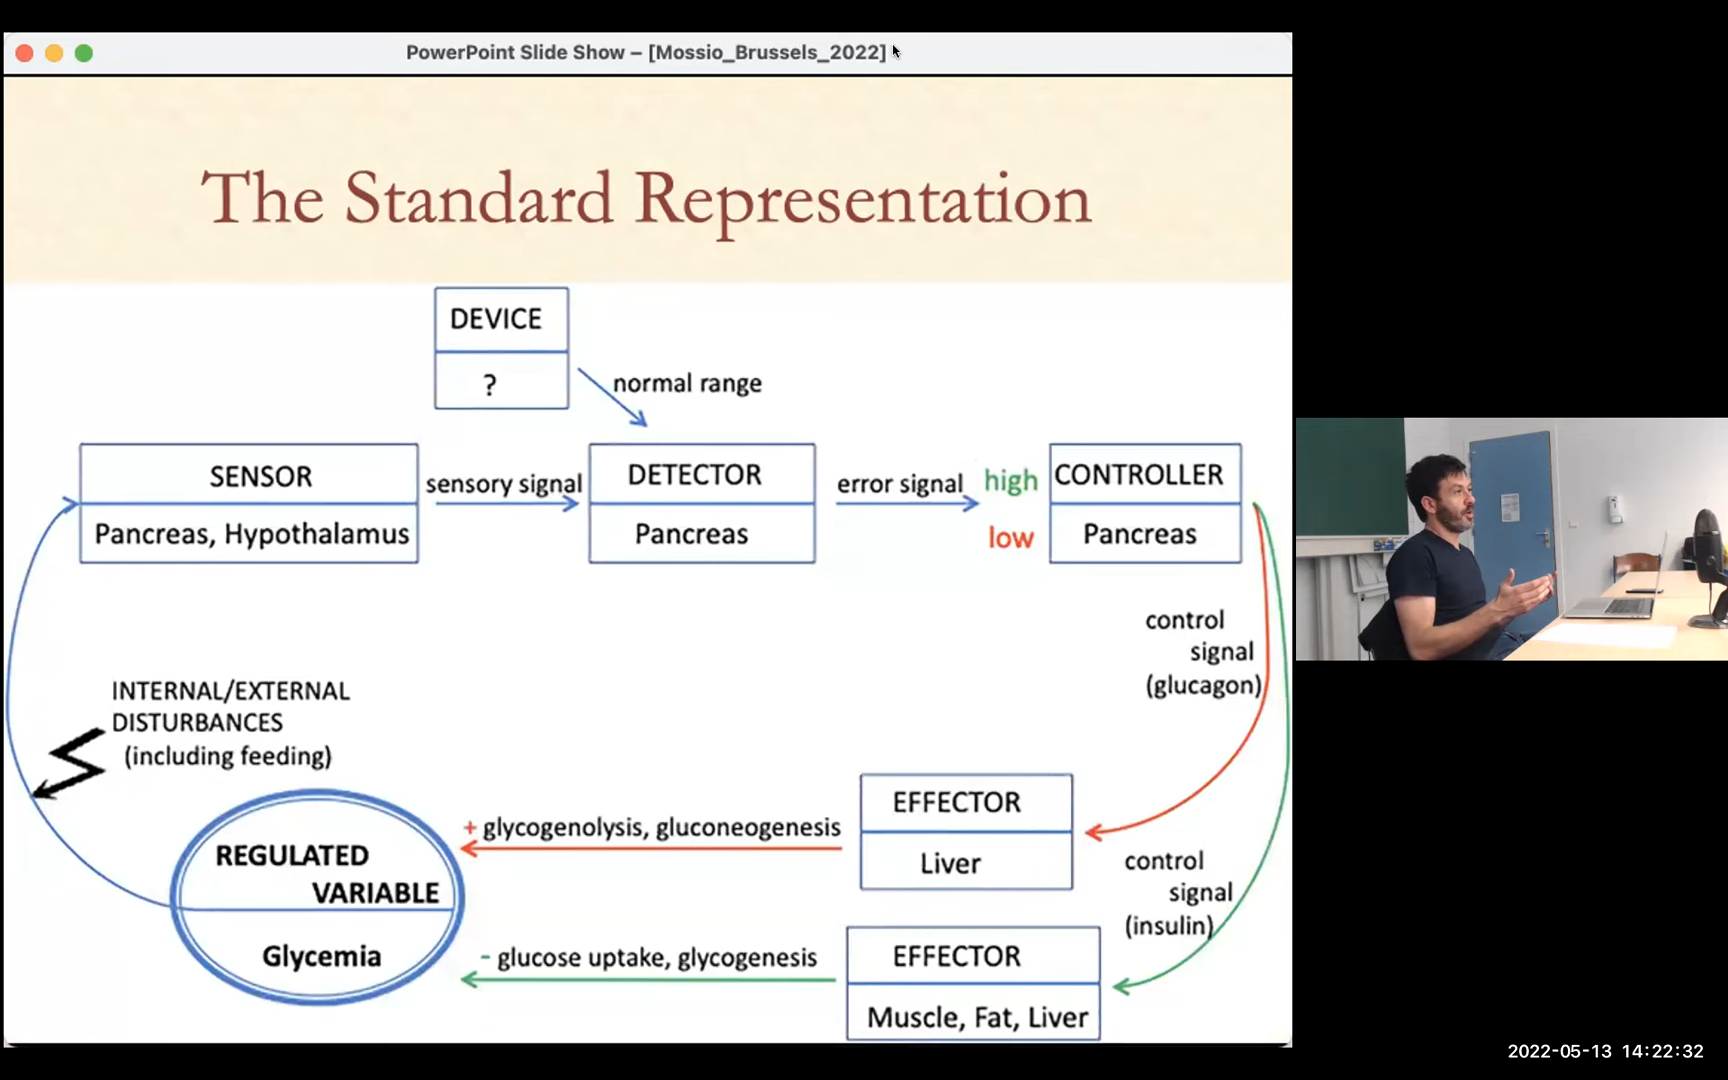 PowerPoint Slide Show – [Mossio_Brussels_2022]
The Standard Representation
DEVICE
?
normal range
SENSOR
Pancreas, Hypothalamus
sensory signal
DETECTOR
Pancreas
error signal
high
low
CONTROLLER
Pancreas
control
signal
(glucagon)
INTERNAL/EXTERNAL
DISTURBANCES
(including feeding)
REGULATED
VARIABLE
Glycemia
+ glycogenolysis, gluconeogenesis
EFFECTOR
Liver
control
signal
(insulin)
- glucose uptake, glycogenesis
EFFECTOR
Muscle, Fat, Liver
2022-05-13 14:22:32